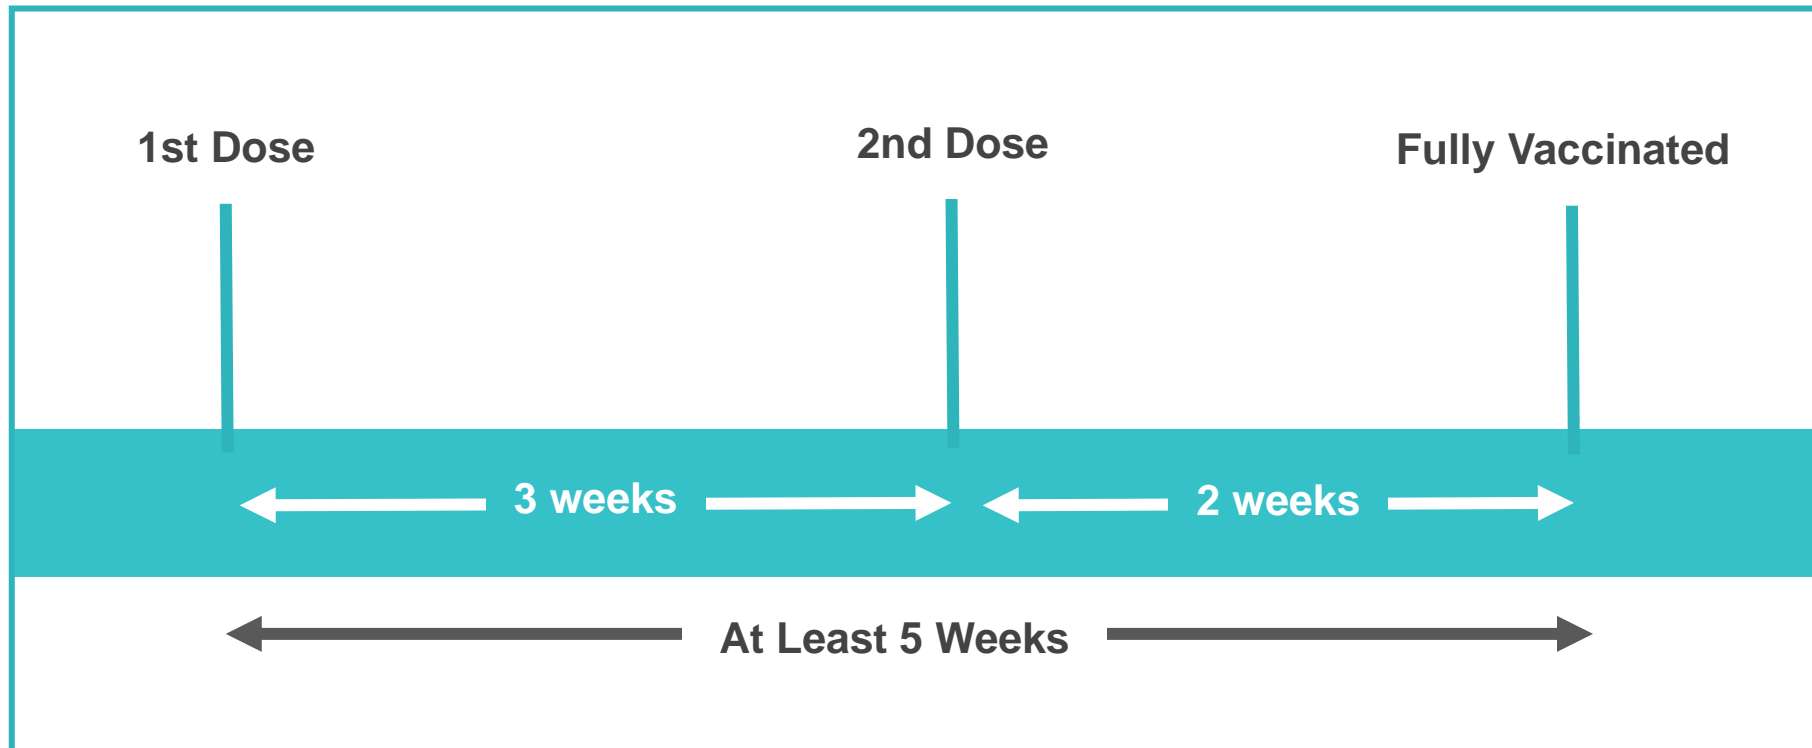 1st Dose
2nd Dose
Fully Vaccinated
3 weeks
2 weeks
At Least 5 Weeks